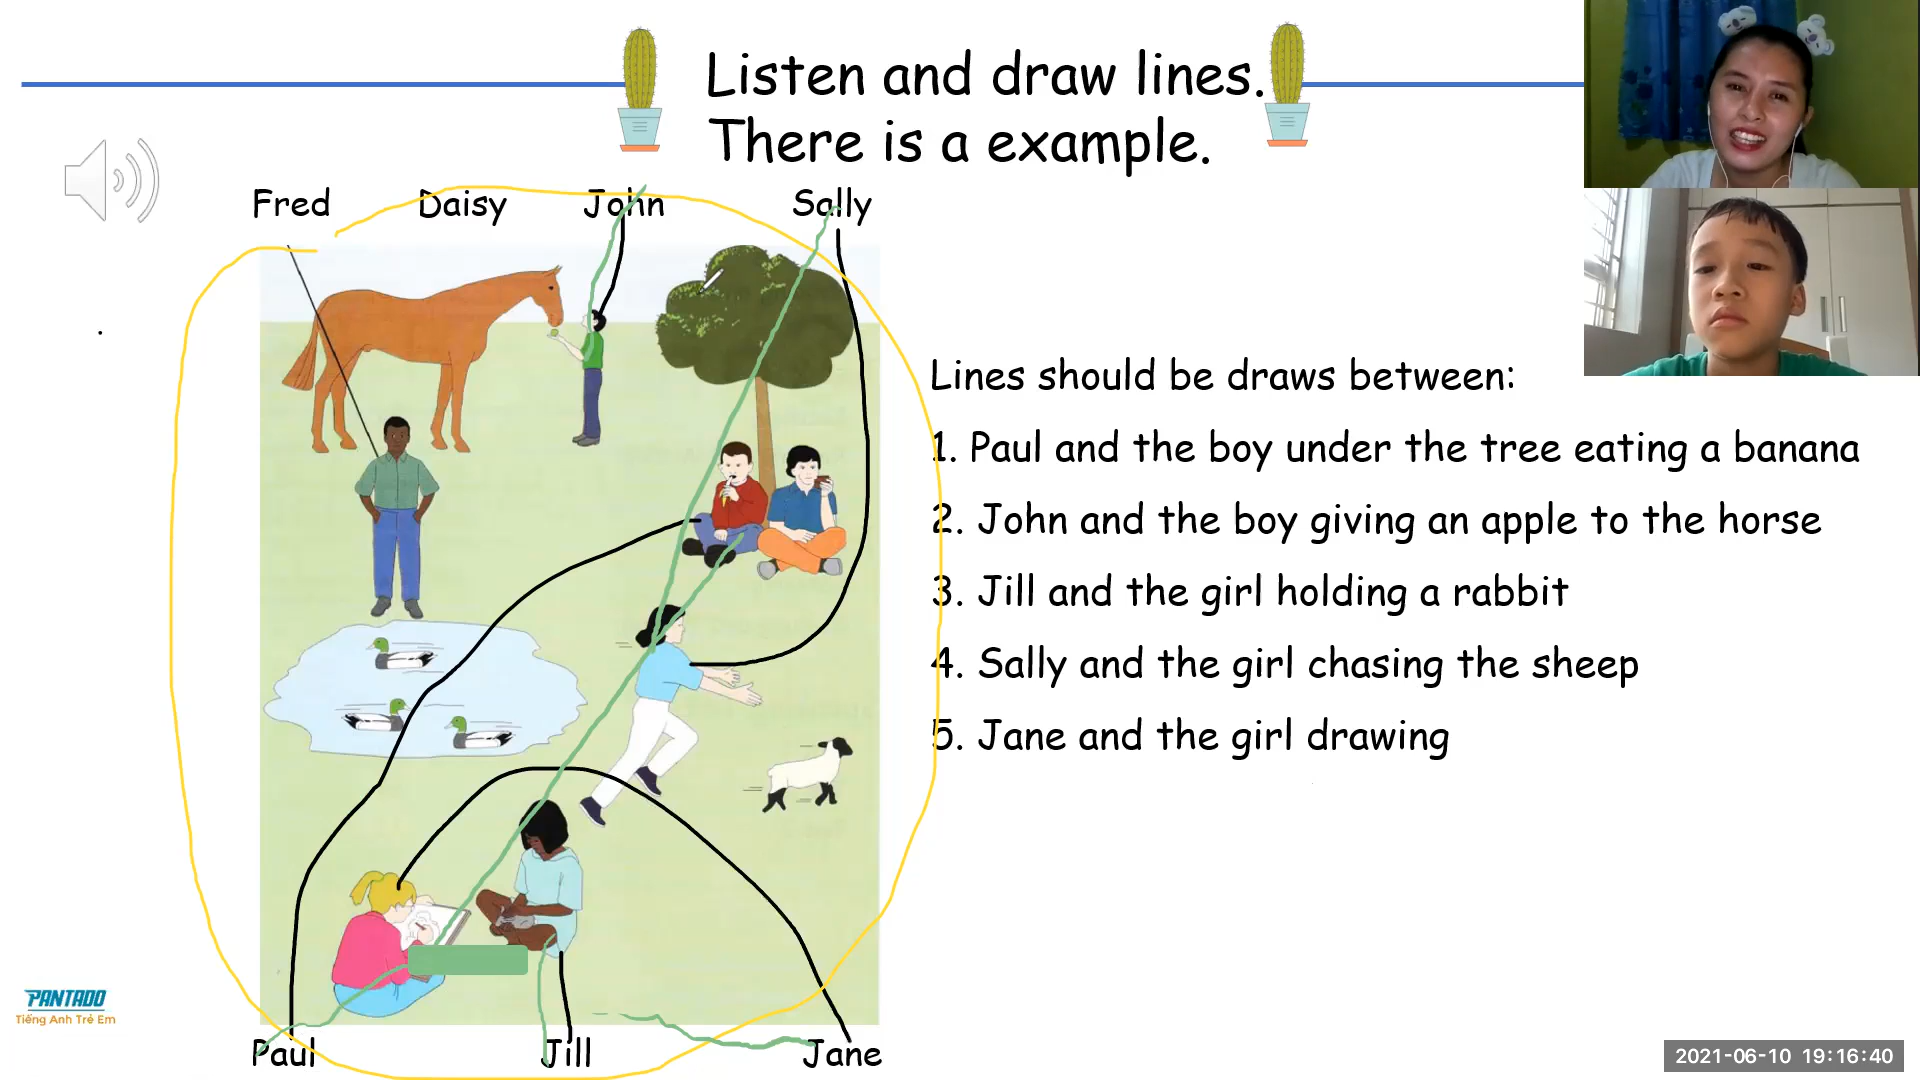 Listen and draw lines.
There is a example.
Fred Daisy John Sally
Lines should be draws between:
1. Paul and the boy under the tree eating a banana
2. John and the boy giving an apple to the horse
3. Jill and the girl holding a rabbit
4. Sally and the girl chasing the sheep
5. Jane and the girl drawing
PANTADO
Tiếng Anh Trẻ Em
Paul Jill Jane
2021-06-10 19:16:40